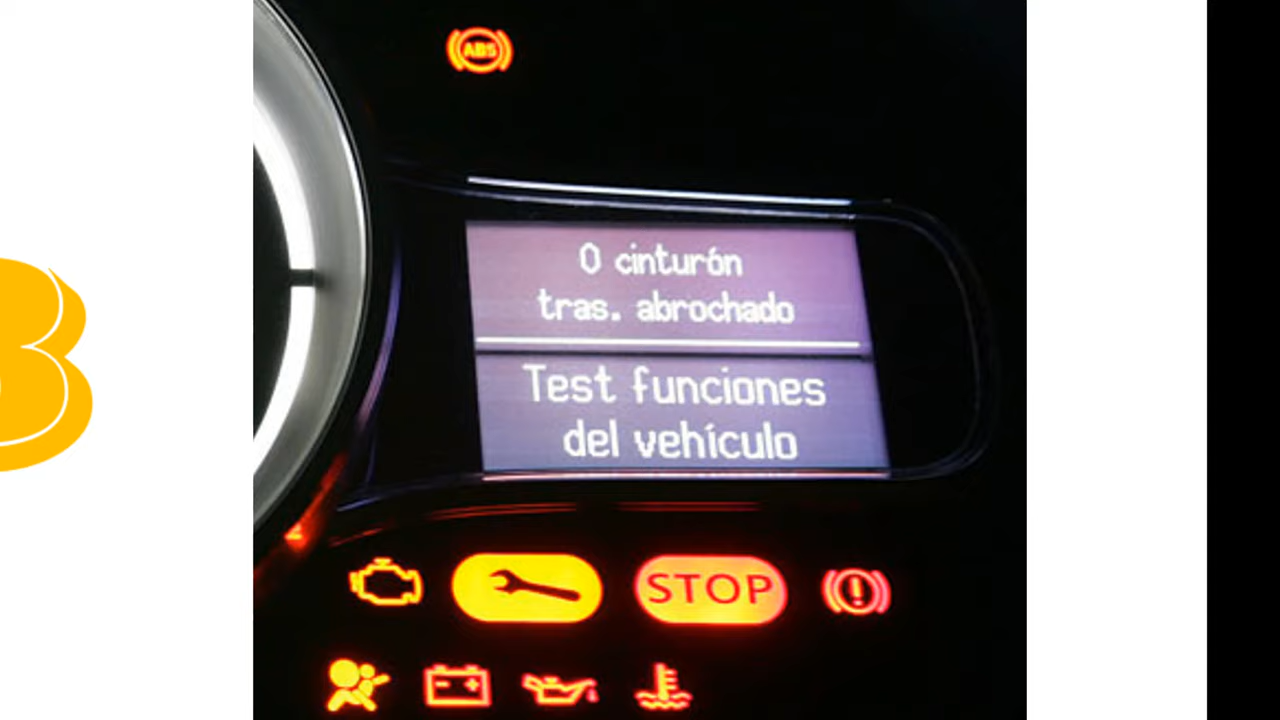 ABS
0 cinturón
tras. abrochado
Test funciones
del vehículo
STOP